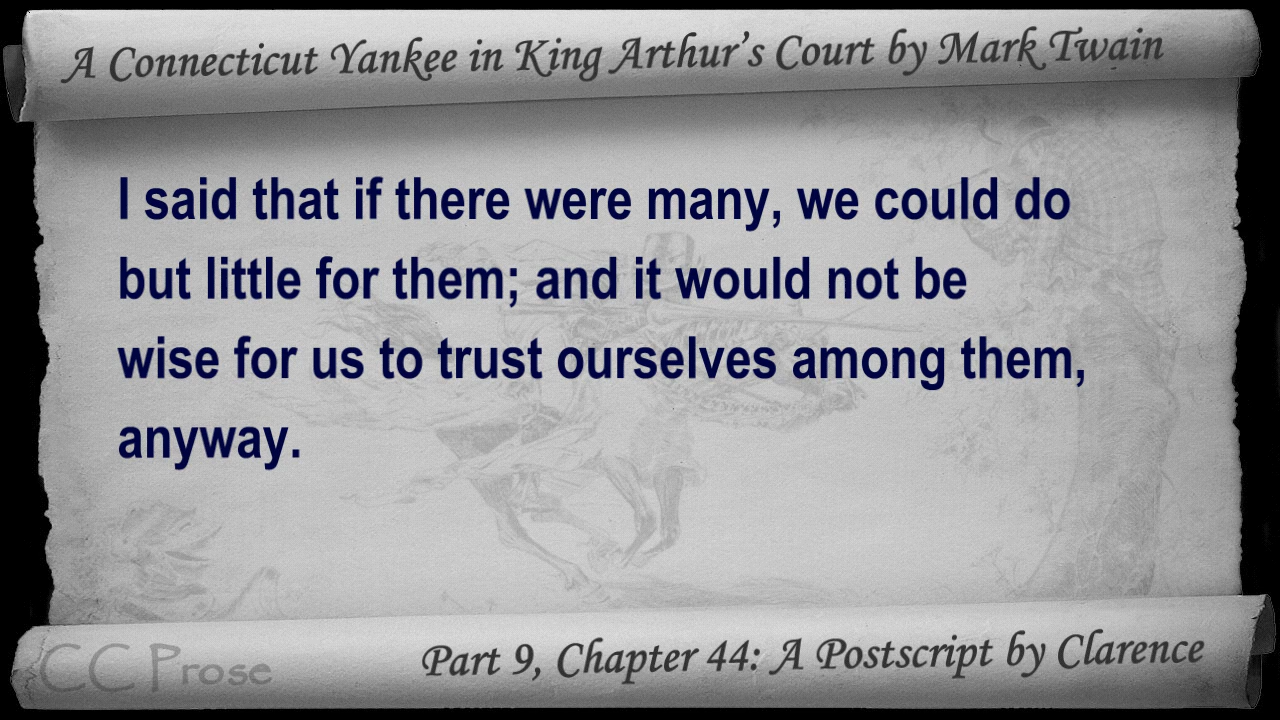 A Connecticut Yankee in King Arthur's Court by Mark Twain
I said that if there were many, we could do
but little for them; and it would not be
wise for us to trust ourselves among them,
anyway.
CC Prose
Part 9, Chapter 44: A Postscript by Clarence